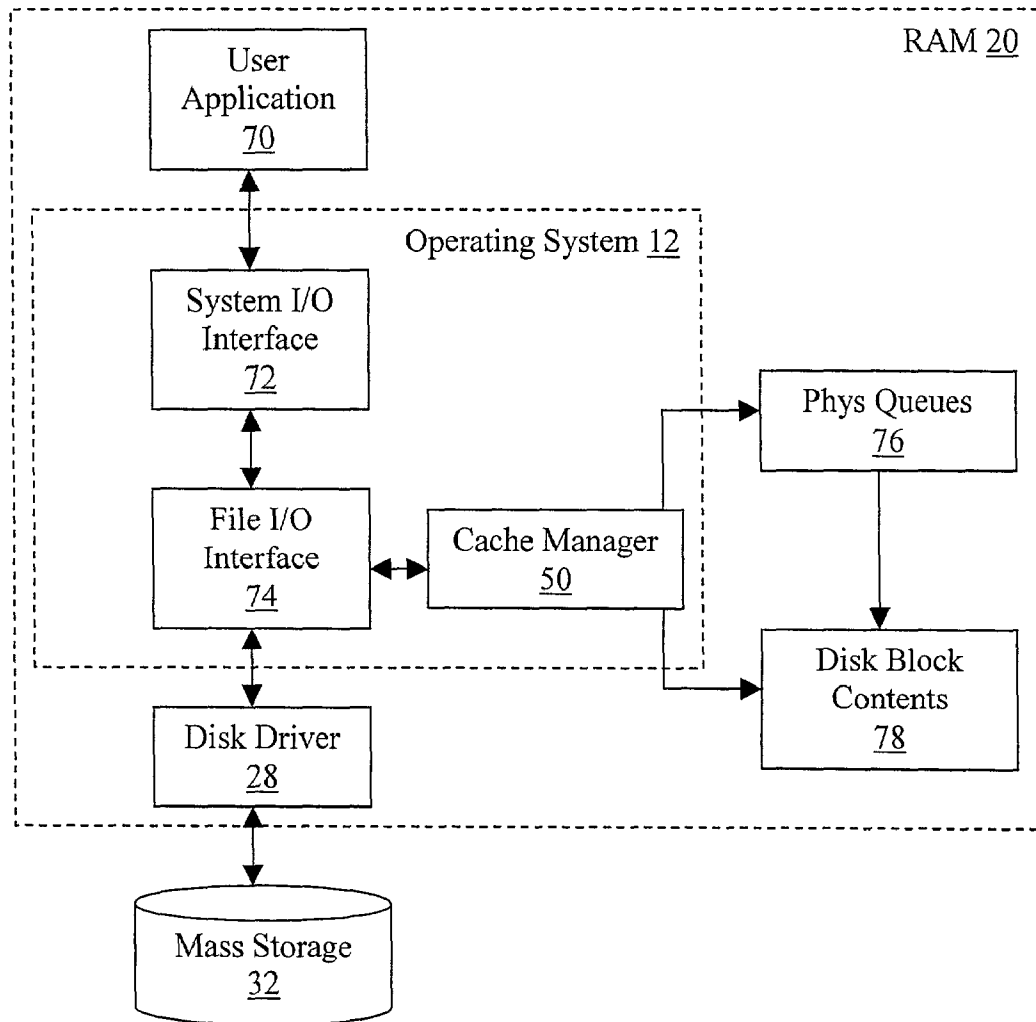 RAM 20
User
Application
70
Operating System 12
System I/O
Interface
72
Phys Queues
76
File I/O
Interface
74
Cache Manager
50
Disk Block
Contents
78
Disk Driver
28
Mass Storage
32